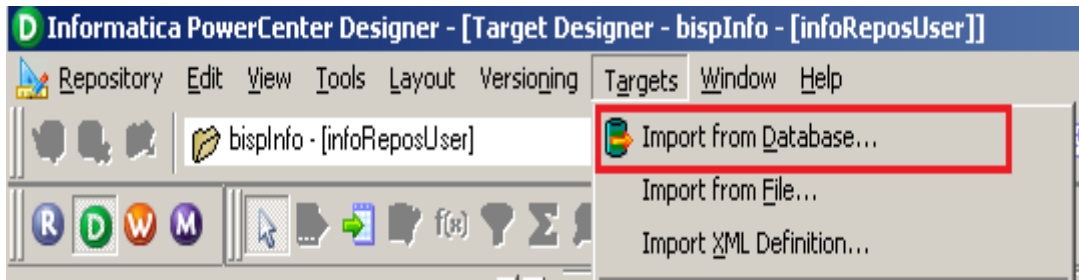 D Informatica PowerCenter Designer - [Target Designer - bispInfo - [infoReposUser]]
Repository Edit View Tools Layout Versioning Targets Window Help
bispInfo - [infoReposUser]
Import from Database...
Import from File...
R D W M f(x) Σ
Import XML Definition...